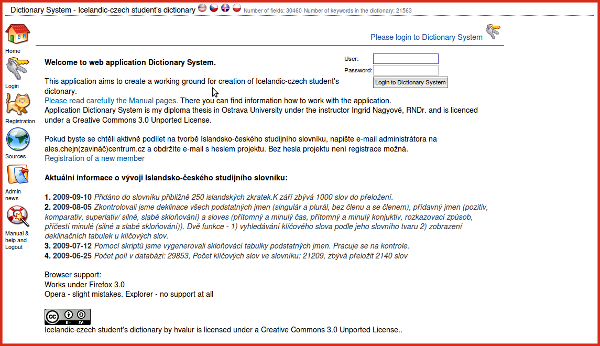 Dictionary System - Icelandic-czech student's dictionary Number of fields: 30460 Number of keywords in the dictionary: 21563
Please login to Dictionary System
Home
Login
Registration
Sources
Admin
news
Manual &
help and
Logout
User:
Password:
Login to Dictionary System
Welcome to web application Dictionary System.
This application aims to create a working ground for creation of Icelandic-czech student's
dictionary.
Please read carefully the Manual pages. There you can find information how to work with the application.
Application Dictionary System is my diploma thesis in Ostrava University under the instructor Ingrid Nagyové, RNDr. and is licenced
under a Creative Commons 3.0 Unported License.
Pokud byste se chtěli aktivně podílet na tvorbě Islandsko-českého studijního slovníku, napište e-mail administrátora na
ales.chejn(zavináč)centrum.cz a obdržíte e-mail s heslem projektu. Bez hesla projektu není registrace možná.
Registration of a new member
Aktuální informace o vývoji Islandsko-českého studijního slovníku:
1. 2009-09-10 Přidáno do slovníku přibližně 250 islandských zkratek.K září zbývá 1000 slov do přeložení.
2. 2009-08-05 Zkontrolovali jsme deklinace všech podstatných jmen (singulár a plurál, bez členu a se členem), přídavný jmen (pozitiv,
komparativ, superlativ/ silné, slabé skloňování) a sloves (přítomný a minulý čas, přítomný a minulý konjuktiv, rozkazovací způsob,
příčestí minulé (silné a slabé skloňování)). Dvě funkce - 1) vyhledávání klíčového slova podle jeho slovního tvaru 2) zobrazení
deklinačních tabulek u klíčových slov.
3. 2009-07-12 Pomocí skriptů jsme vygenerovali skloňovací tabulky podstatných jmen. Pracuje se na kontrole.
4. 2009-06-25 Počet polí v databázi: 29853, Počet klíčových slov ve slovníku: 21209, zbývá přeložit 2140 slov
Browser support:
Works under Firefox 3.0
Opera - slight mistakes. Explorer - no support at all
Icelandic-czech student's dictionary by hvalur is licenced under a Creative Commons 3.0 Unported License..